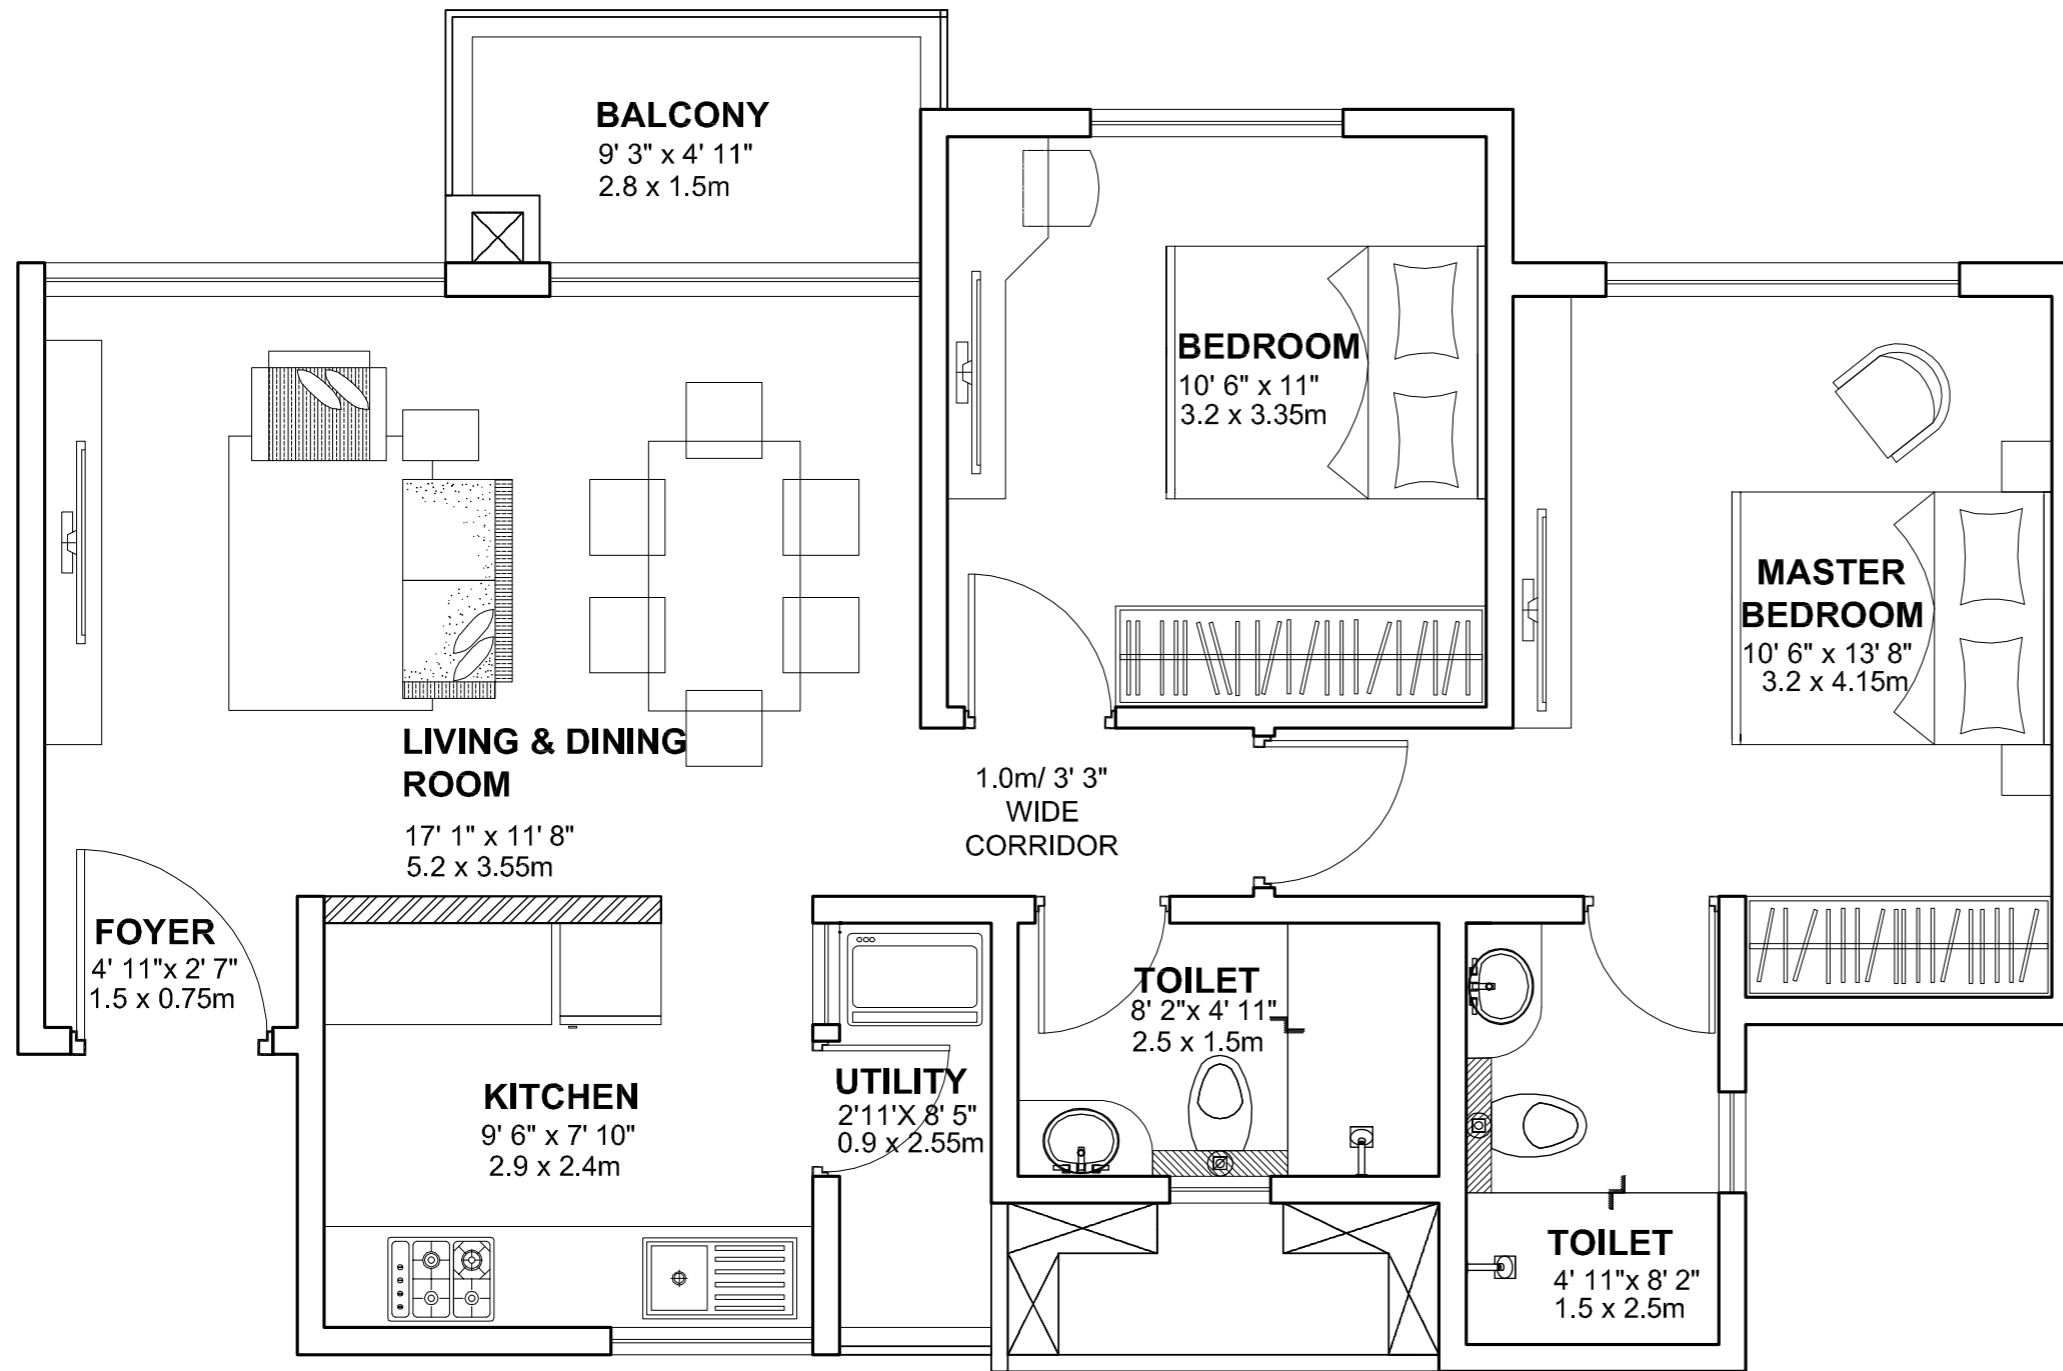 BALCONY
9' 3" x 4' 11"
2.8 x 1.5m
BEDROOM
10' 6" x 11"
3.2 x 3.35m
MASTER
BEDROOM
10' 6" x 13' 8"
3.2 x 4.15m
LIVING & DINING
ROOM
17' 1" x 11' 8"
5.2 x 3.55m
1.0m/ 3' 3"
WIDE
CORRIDOR
FOYER
4' 11"x 2' 7"
1.5 x 0.75m
KITCHEN
9' 6" x 7' 10"
2.9 x 2.4m
UTILITY
2'11'X 8' 5"
0.9 x 2.55m
TOILET
8' 2"x 4' 11"
2.5 x 1.5m
TOILET
4' 11"x 8' 2"
1.5 x 2.5m